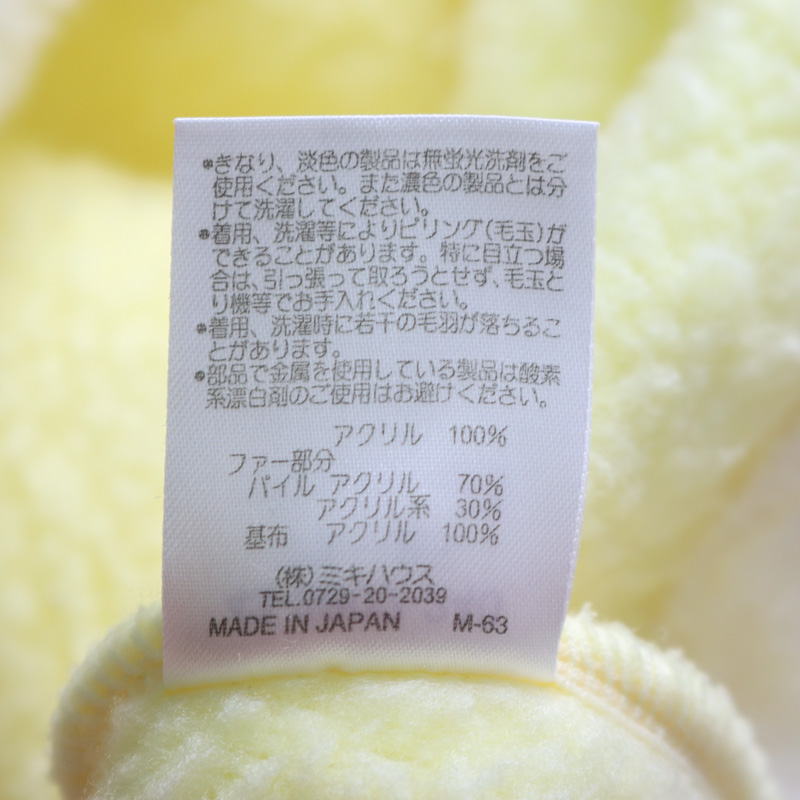 ※きなり、淡色の製品は無蛍光洗剤をご
使用ください。また濃色の製品とは分
けて洗濯してください。
※着用、洗濯等によりピリング(毛玉)が
できることがあります。特に目立つ場
合は、引っ張って取ろうとせず、毛玉と
り機等でお手入れください。
※着用、洗濯時に若干の毛羽が落ちるこ
とがあります。
※部品で金属を使用している製品は酸素
系漂白剤のご使用はお避けください。
アクリル 100%
ファー部分
パイル アクリル 70%
アクリル系 30%
基布 アクリル 100%
(株)ミキハウス
TEL.0729-20-2039
MADE IN JAPAN M-63